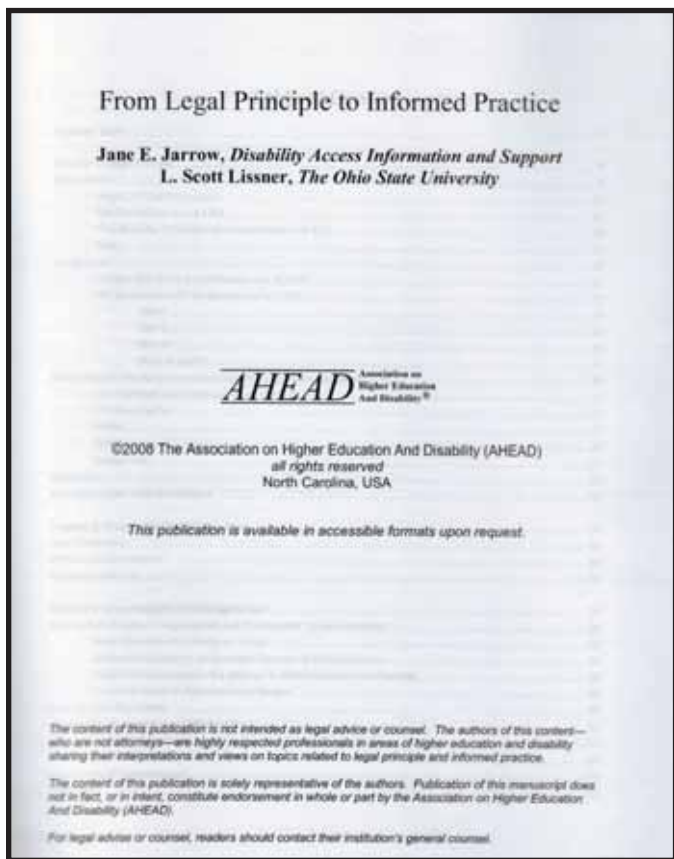 From Legal Principle to Informed Practice
Jane E. Jarrow, Disability Access Information and Support
L. Scott Lissner, The Ohio State University
AHEAD
Association on
Higher Education
And Disability®
©2008 The Association on Higher Education And Disability (AHEAD)
all rights reserved
North Carolina, USA
This publication is available in accessible formats upon request.
The content of this publication is not intended as legal advice or counsel. The authors of this content—
who are not attorneys—are highly respected professionals in areas of higher education and disability
sharing their interpretations and views on topics related to legal principle and informed practice.
The content of this publication is solely representative of the authors. Publication of this manuscript does
not in fact, or in intent, constitute endorsement in whole or part by the Association on Higher Education
And Disability (AHEAD).
For legal advise or counsel, readers should contact their institution's general counsel.